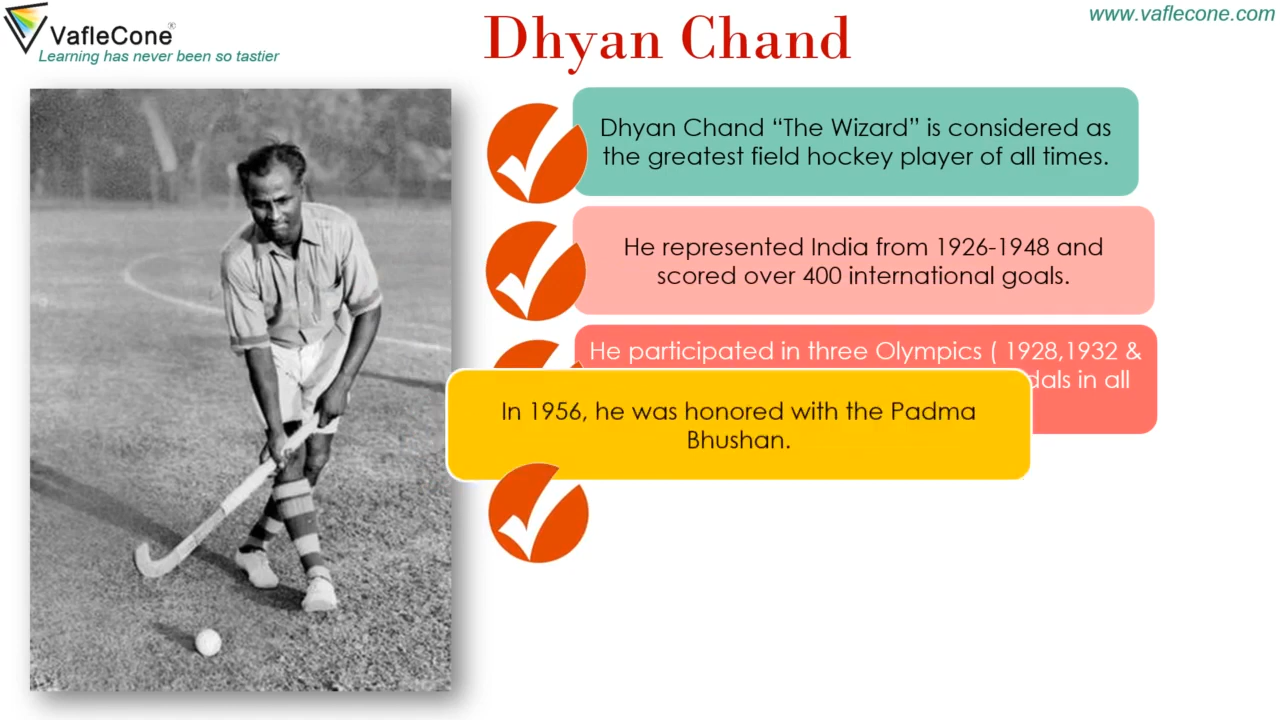 VafleCone®
Learning has never been so tastier
www.vaflecone.com
Dhyan Chand
Dhyan Chand “The Wizard” is considered as
the greatest field hockey player of all times.
He represented India from 1926-1948 and
scored over 400 international goals.
He participated in three Olympics ( 1928,1932 &
in all
In 1956, he was honored with the Padma
Bhushan.